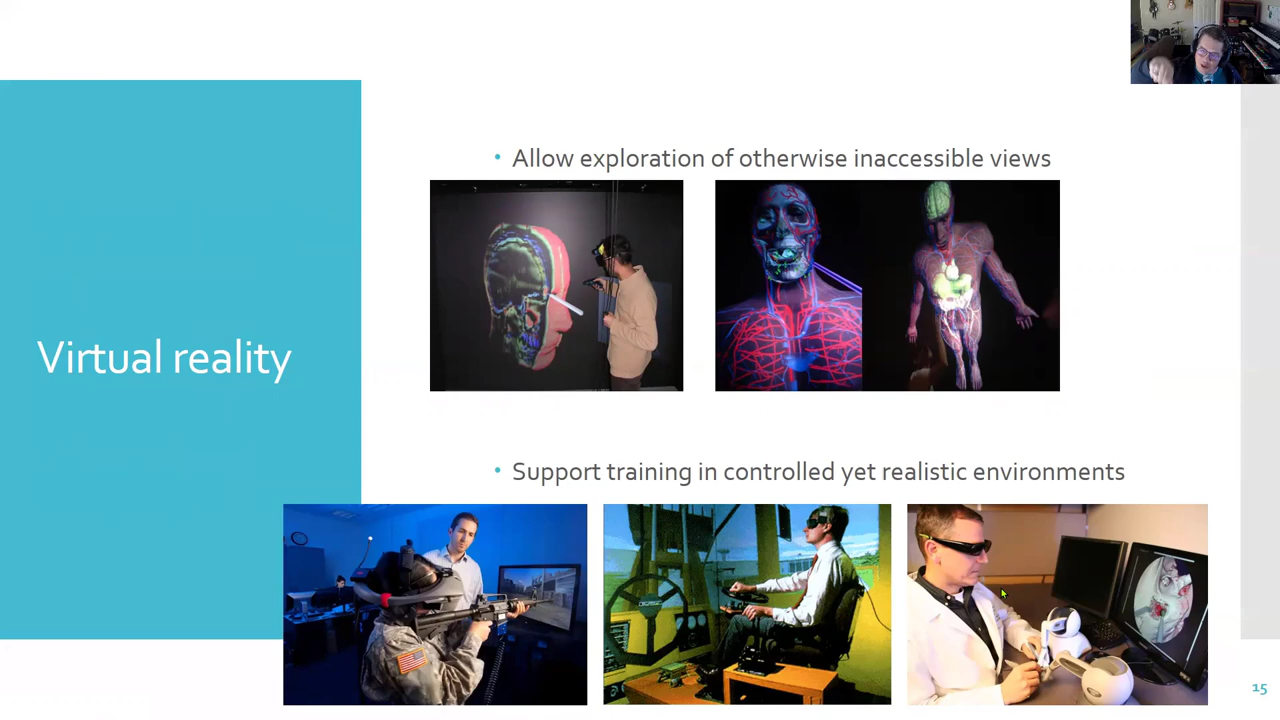 • Allow exploration of otherwise inaccessible views
Virtual reality
• Support training in controlled yet realistic environments
15